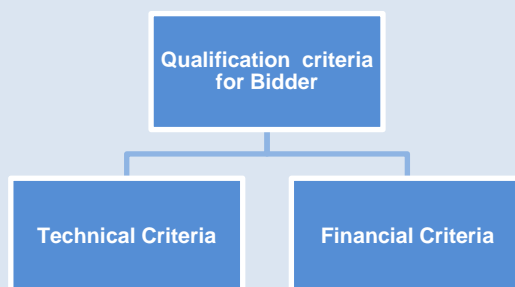 Qualification criteria
for Bidder
Technical Criteria
Financial Criteria